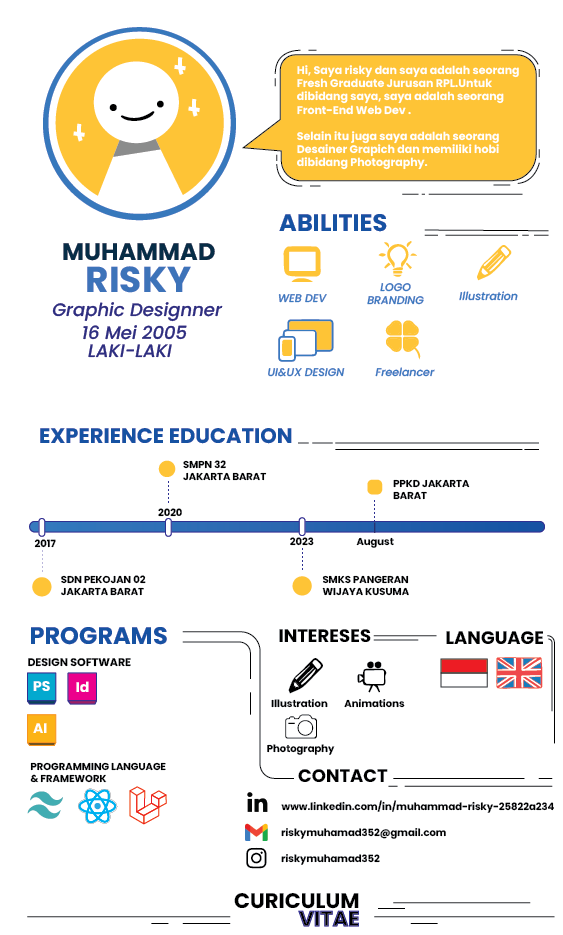 Hi, Saya risky dan saya adalah seorang
Fresh Graduate Jurusan RPL.Untuk
dibidang saya, saya adalah seorang
Front-End Web Dev .
Selain itu juga saya adalah seorang
Desainer Grapich dan memiliki hobi
dibidang Photography.
MUHAMMAD
RISKY
Graphic Designner
16 Mei 2005
LAKI-LAKI
ABILITIES
WEB DEV
LOGO
BRANDING
Illustration
UI&UX DESIGN
Freelancer
EXPERIENCE EDUCATION
SMPN 32
JAKARTA BARAT
PPKD JAKARTA
BARAT
2020
2017
2023
August
SDN PEKOJAN 02
JAKARTA BARAT
SMKS PANGERAN
WIJAYA KUSUMA
PROGRAMS
DESIGN SOFTWARE
PS
Id
AI
PROGRAMMING LANGUAGE
& FRAMEWORK
INTERESES
Illustration
Animations
Photography
LANGUAGE
CONTACT
in
www.linkedin.com/in/muhammad-risky-25822a234
riskymuhamad352@gmail.com
riskymuhamad352
CURICULUM
VITAE